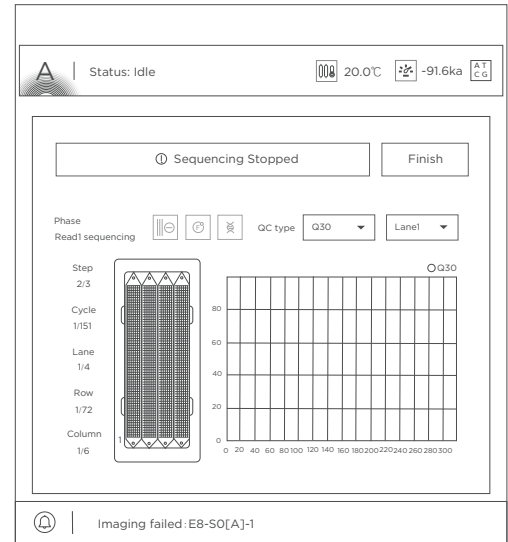 A
Status: Idle
20.0℃
-91.6ka
A T
C G
Sequencing Stopped
Finish
Phase
Read1 sequencing
F
QC type
Q30
Lane1
Step
2/3
Cycle
1/151
Lane
1/4
Row
1/72
Column
1/6
1
Q30
80
60
40
20
0
0 20 40 60 80 100 120 140 160 180 200 220 240 260 280 300
Imaging failed: E8-S0[A]-1